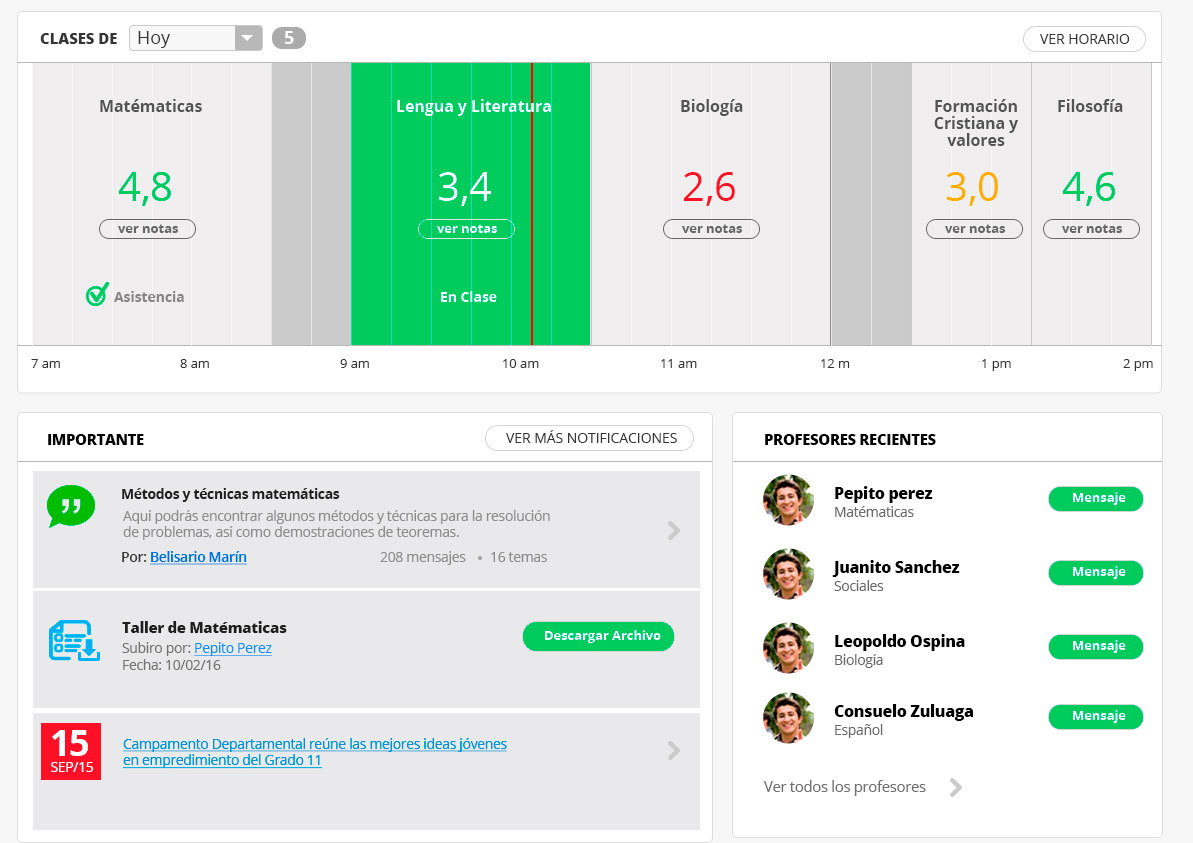 CLASES DE Hoy 5 VER HORARIO
Matématicas Lengua y Literatura Biología Formación Filosofía
Cristiana y
valores
4,8 3,4 2,6 3,0 4,6
ver notas ver notas ver notas ver notas ver notas
Asistencia En Clase
7 am 8 am 9 am 10 am 11 am 12 m 1 pm 2 pm
IMPORTANTE VER MÁS NOTIFICACIONES
Métodos y técnicas matemáticas
Aquí podrás encontrar algunos métodos y técnicas para la resolución
de problemas, así como demostraciones de teoremas.
Por: Belisario Marín 208 mensajes • 16 temas
Taller de Matématicas
Subiro por: Pepito Perez
Fecha: 10/02/16
Descargar Archivo
15
SEP/15
Campamento Departamental reúne las mejores ideas jóvenes
en empredimiento del Grado 11
PROFESORES RECIENTES
Pepito perez
Matématicas
Mensaje
Juanito Sanchez
Sociales
Mensaje
Leopoldo Ospina
Biología
Mensaje
Consuelo Zuluaga
Español
Mensaje
Ver todos los profesores